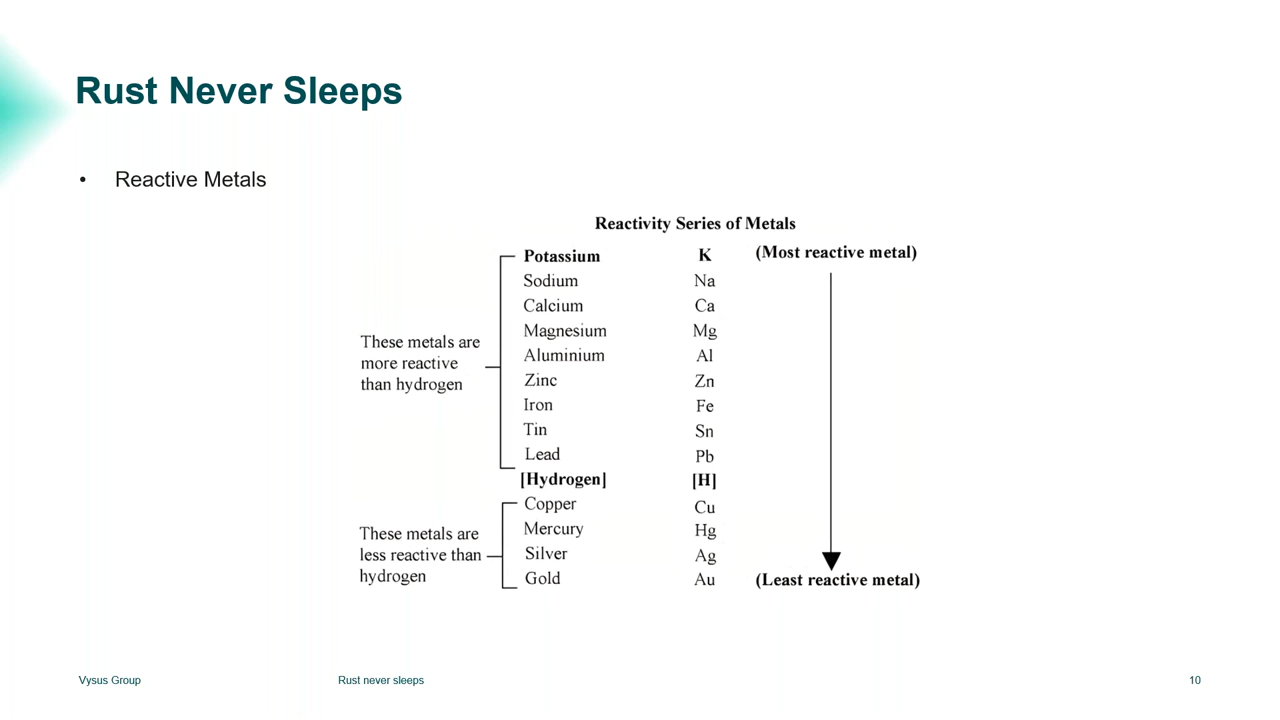 Rust Never Sleeps
• Reactive Metals
Reactivity Series of Metals
Potassium K (Most reactive metal)
Sodium Na
Calcium Ca
Magnesium Mg
Aluminium Al
Zinc Zn
Iron Fe
Tin Sn
Lead Pb
These metals are
more reactive
than hydrogen
[Hydrogen] [H]
Copper Cu
Mercury Hg
Silver Ag
Gold Au (Least reactive metal)
These metals are
less reactive than
hydrogen
Vysus Group Rust never sleeps 10